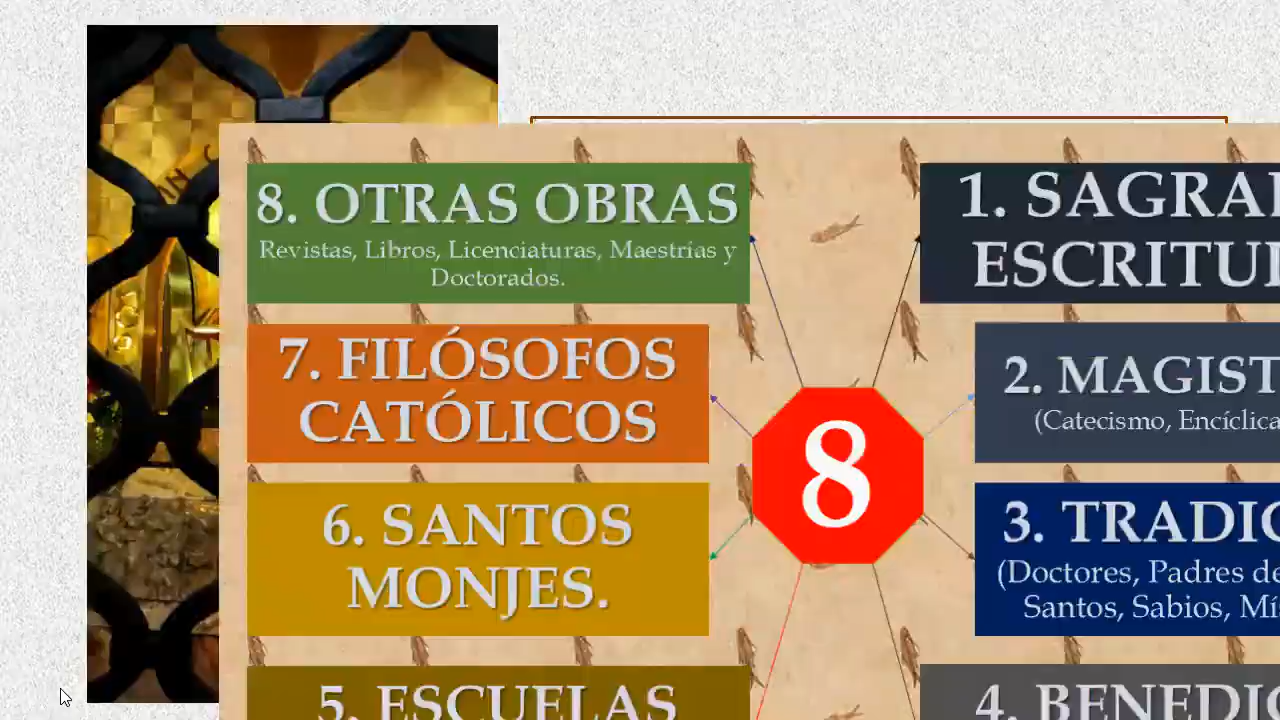 8. OTRAS OBRAS
Revistas, Libros, Licenciaturas, Maestrías y
Doctorados.
7. FILÓSOFOS
CATÓLICOS
6. SANTOS
MONJES.
5. ESCUELAS
8
1. SAGRA
ESCRITU
2. MAGIST
(Catecismo, Encíclica
3. TRADIC
(Doctores, Padres de
Santos, Sabios, Mí
4. BENEDIC